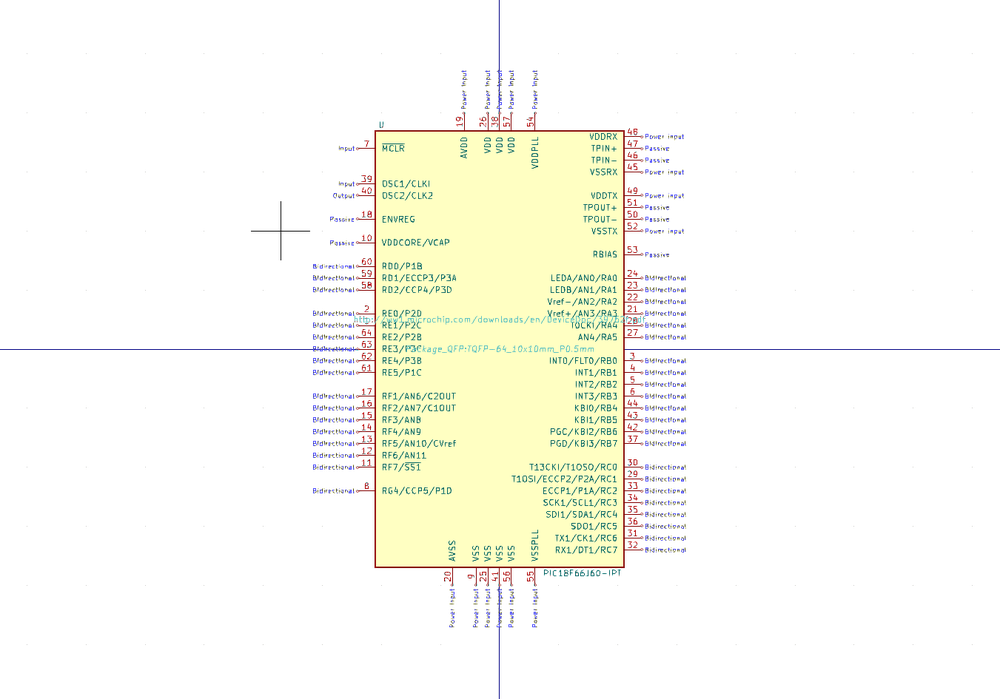 Power Input Power Input Power Input Power Input Power Input
19 26 38 57 54
U
AVDD VDD VDD VDD VDDPLL
Input 7 MCLR
Input 39 OSC1/CLKI
Output 40 OSC2/CLK2
Passive 18 ENVREG
Passive 10 VDDCORE/VCAP
Bidirectional 60 RD0/P1B
Bidirectional 59 RD1/ECCP3/P3A
Bidirectional 58 RD2/CCP4/P3D
Bidirectional 2 RE0/P2D
Bidirectional 1 RE1/P2C
Bidirectional 64 RE2/P2B
Bidirectional 63
Bidirectional 62 RE4/P3B
Bidirectional 61 RE5/P1C
Bidirectional 17 RF1/AN6/C2OUT
Bidirectional 16 RF2/AN7/C1OUT
Bidirectional 15 RF3/AN8
Bidirectional 14 RF4/AN9
Bidirectional 13 RF5/AN10/CVref
Bidirectional 12 RF6/AN11
Bidirectional 11 RF7/SS1
Bidirectional 8 RG4/CCP5/P1D
VDDRX 48 Power Input
TPIN+ 47 Passive
TPIN- 46 Passive
VSSRX 45 Power Input
VDDTX 49 Power Input
TPOUT+ 51 Passive
TPOUT- 50 Passive
VSSTX 52 Power Input
RBIAS 53 Passive
LEDA/AN0/RA0 24 Bidirectional
LEDB/AN1/RA1 23 Bidirectional
Vref-/AN2/RA2 22 Bidirectional
Vref+/AN3/RA3 21 Bidirectional
T0CKI/RA4 28 Bidirectional
AN4/RA5 27 Bidirectional
Package_QFP:TQFP-64_10x10mm_P0.5mm
INT0/FLT0/RB0 3 Bidirectional
INT1/RB1 4 Bidirectional
INT2/RB2 5 Bidirectional
INT3/RB3 6 Bidirectional
KBI0/RB4 44 Bidirectional
KBI1/RB5 43 Bidirectional
PGC/KBI2/RB6 42 Bidirectional
PGD/KBI3/RB7 37 Bidirectional
T13CKI/T1OSO/RC0 30 Bidirectional
T1OSI/ECCP2/P2A/RC1 29 Bidirectional
ECCP1/P1A/RC2 33 Bidirectional
SCK1/SCL1/RC3 34 Bidirectional
SDI1/SDA1/RC4 35 Bidirectional
SDO1/RC5 36 Bidirectional
TX1/CK1/RC6 31 Bidirectional
RX1/DT1/RC7 32 Bidirectional
AVSS VSS VSS VSS VSS VSSPLL
PIC18F66J60-IPT
20 9 25 41 56 55
Power Input Power Input Power Input Power Input Power Input Power Input